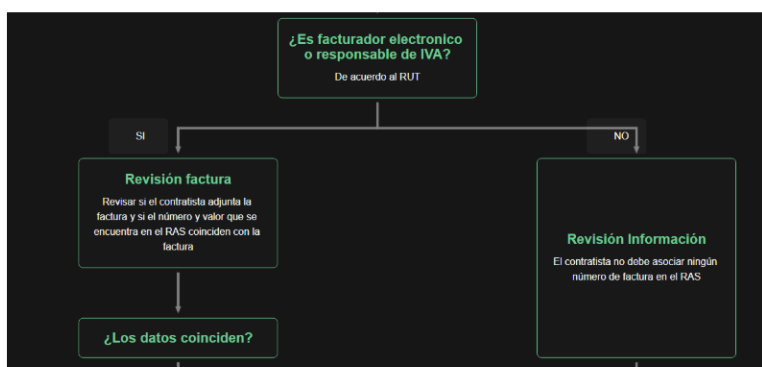 ¿Es facturador electronico
o responsable de IVA?
De acuerdo al RUT
SI
NO
Revisión factura
Revisar si el contratista adjunta la
factura y si el número y valor que se
encuentra en el RAS coinciden con la
factura
Revisión Información
El contratista no debe asociar ningún
número de factura en el RAS
¿Los datos coinciden?